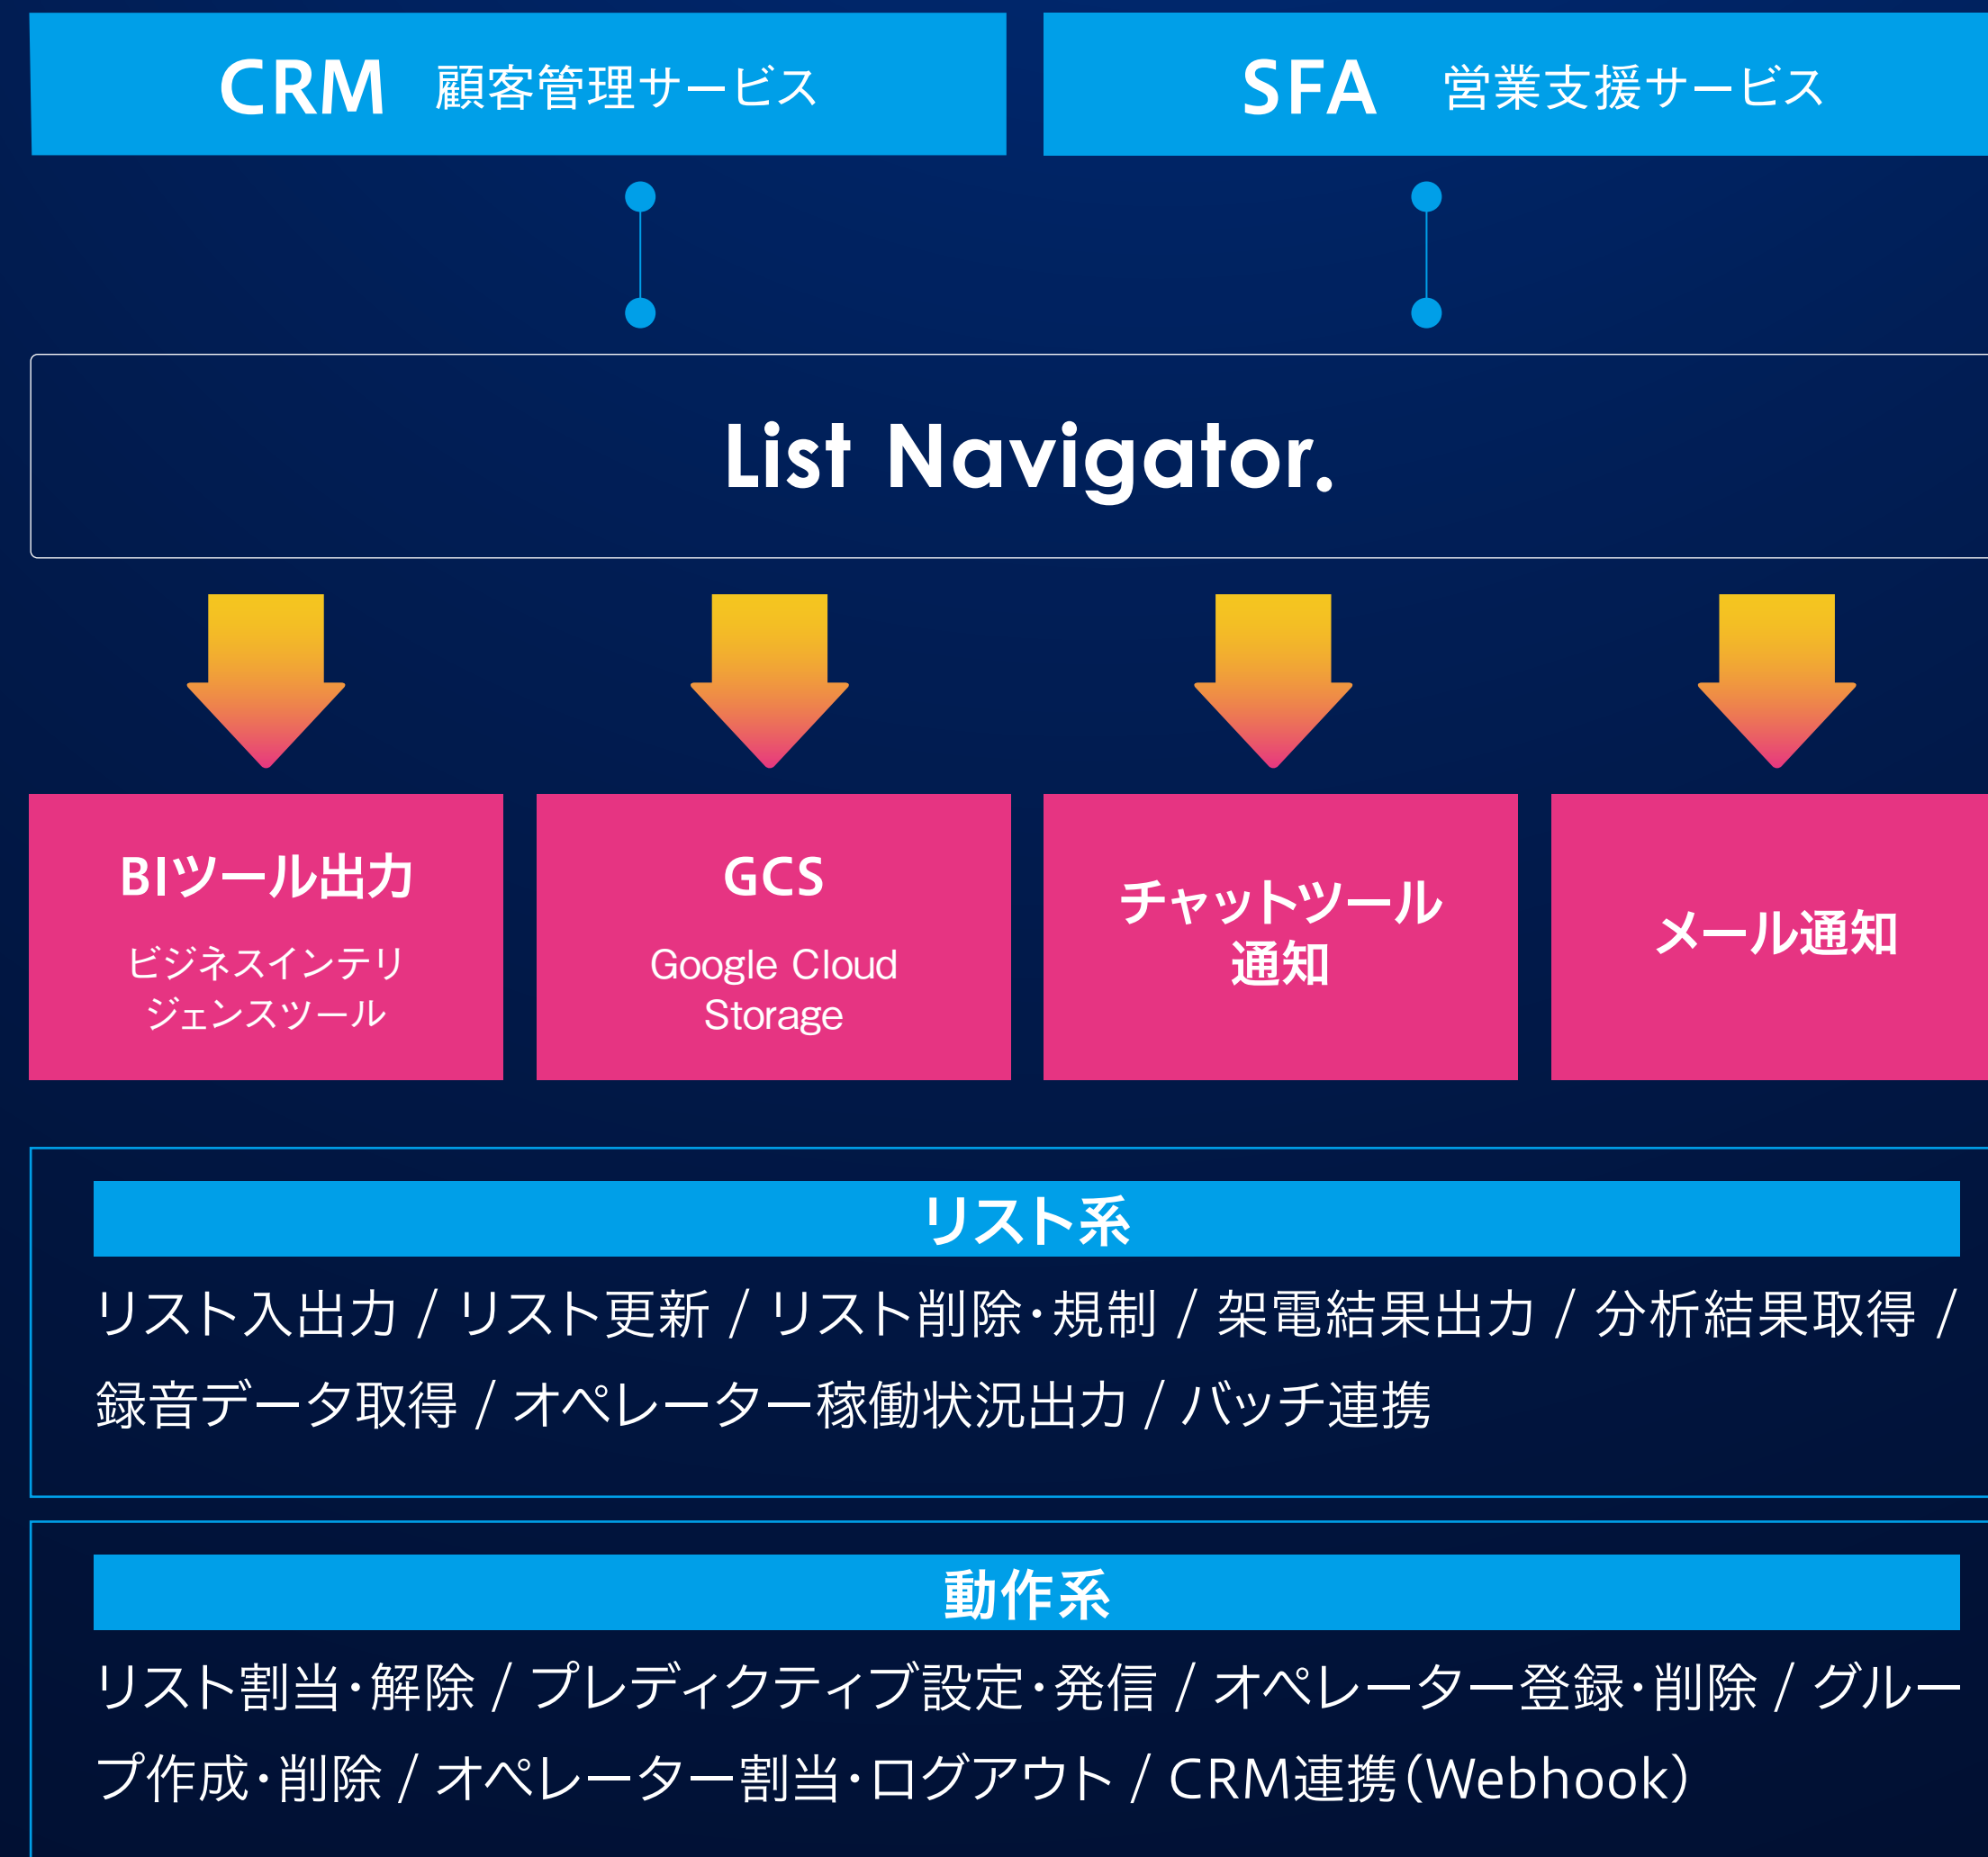 CRM 顧客管理サービス
SFA 営業支援サービス
List Navigator.
BIツール出力
ビジネスインテリ
ジェンスツール
GCS
Google Cloud
Storage
チャットツール
通知
メール通知
リスト系
リスト入出力 / リスト更新 / リスト削除・規制 / 架電結果出力 / 分析結果取得 /
録音データ取得 / オペレーター稼働状況出力 / バッチ連携
動作系
リスト割当・解除 / プレディクティブ設定・発信 / オペレーター登録・削除 / グルー
プ作成・削除 / オペレーター割当・ログアウト / CRM連携(Webhook)